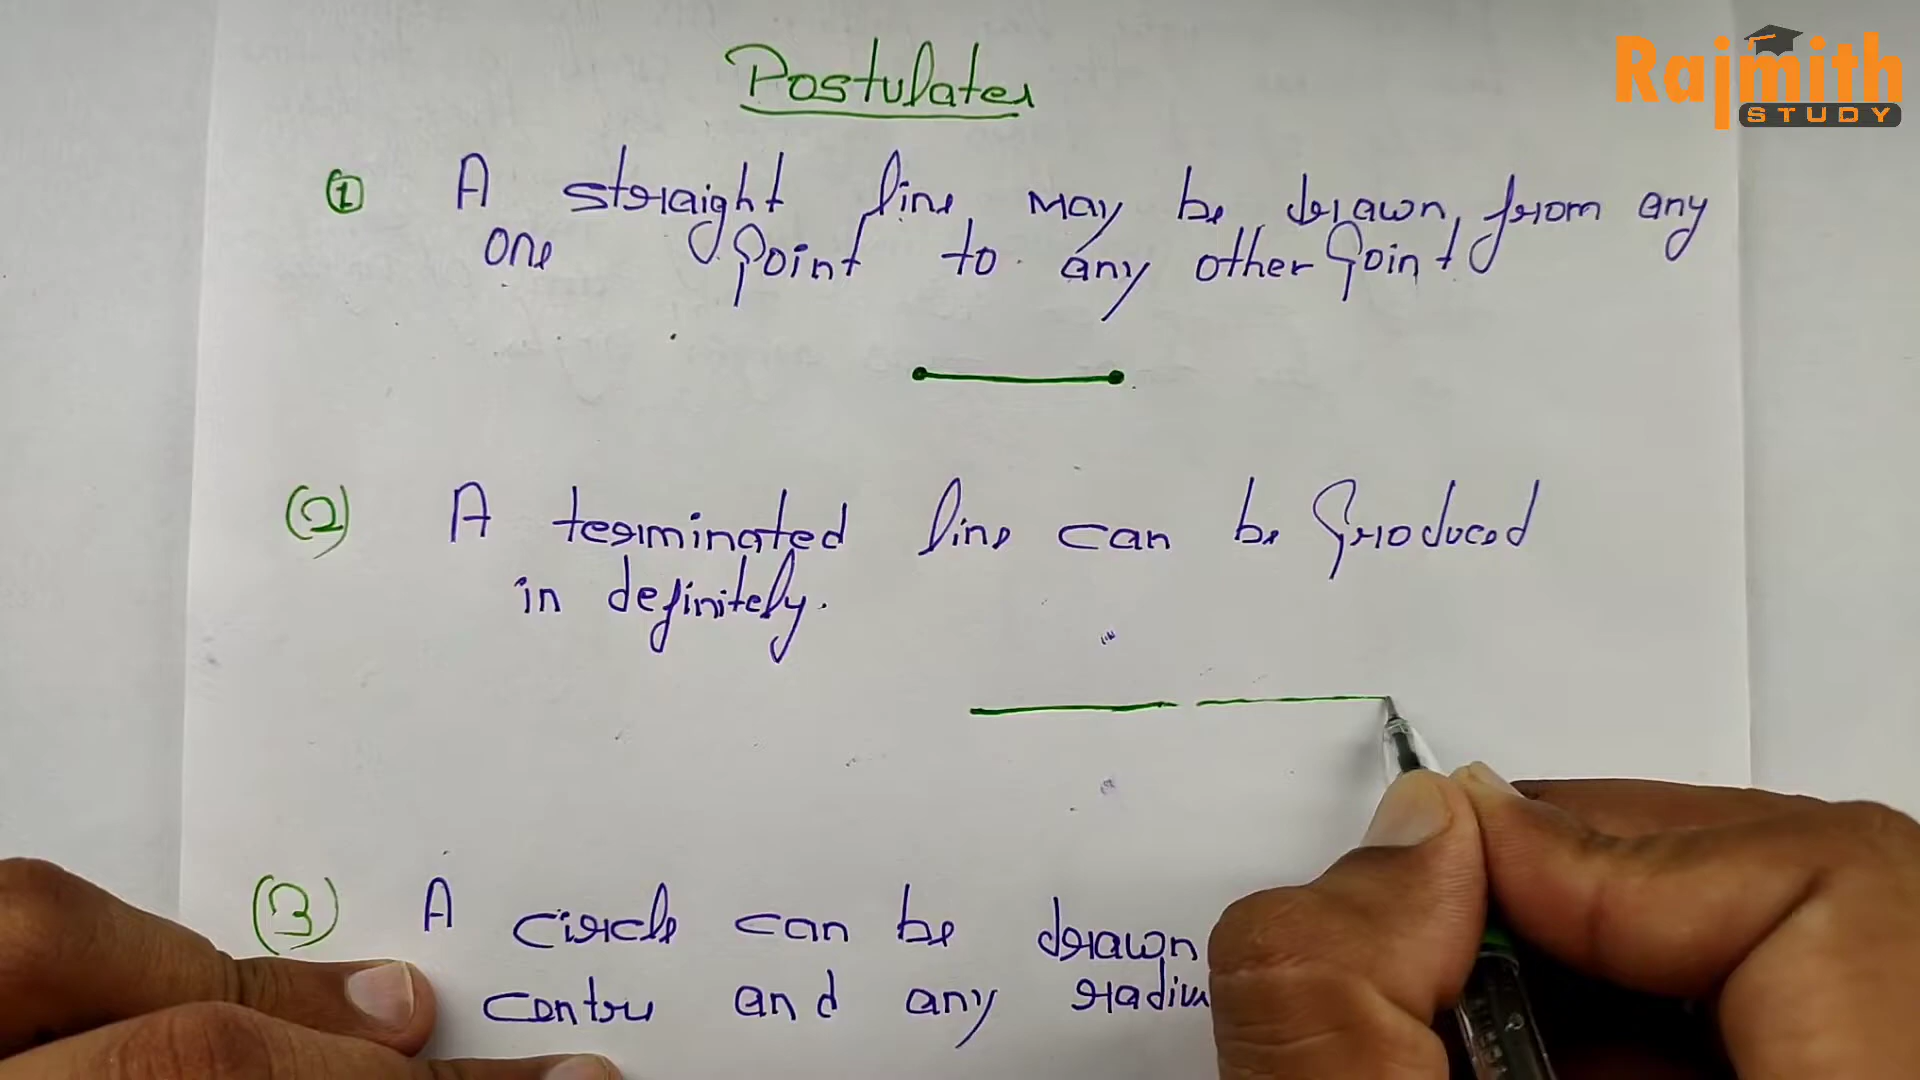 Rajmith
STUDY
Postulates
① A straight line may be drawn from any
one point to any other point
(2) A terminated line can be produced
in definitely.
(3) A circle can be drawn
centre and any radius